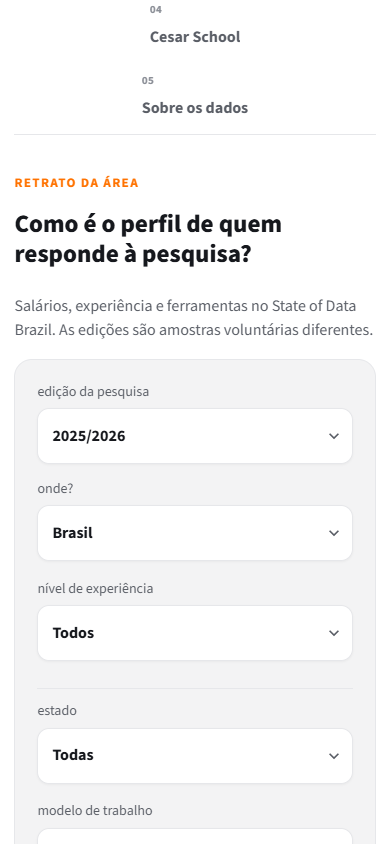 04
Cesar School
05
Sobre os dados
RETRATO DA ÁREA
Como é o perfil de quem
responde à pesquisa?
Salários, experiência e ferramentas no State of Data
Brazil. As edições são amostras voluntárias diferentes.
edição da pesquisa
2025/2026
onde?
Brasil
nível de experiência
Todos
estado
Todas
modelo de trabalho